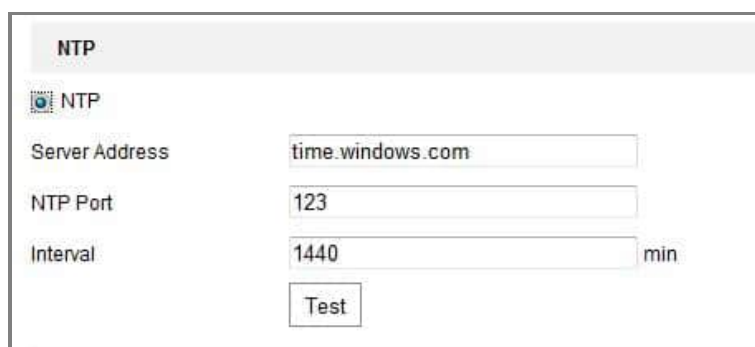 NTP
NTP
Server Address time.windows.com
NTP Port 123
Interval 1440 min
Test